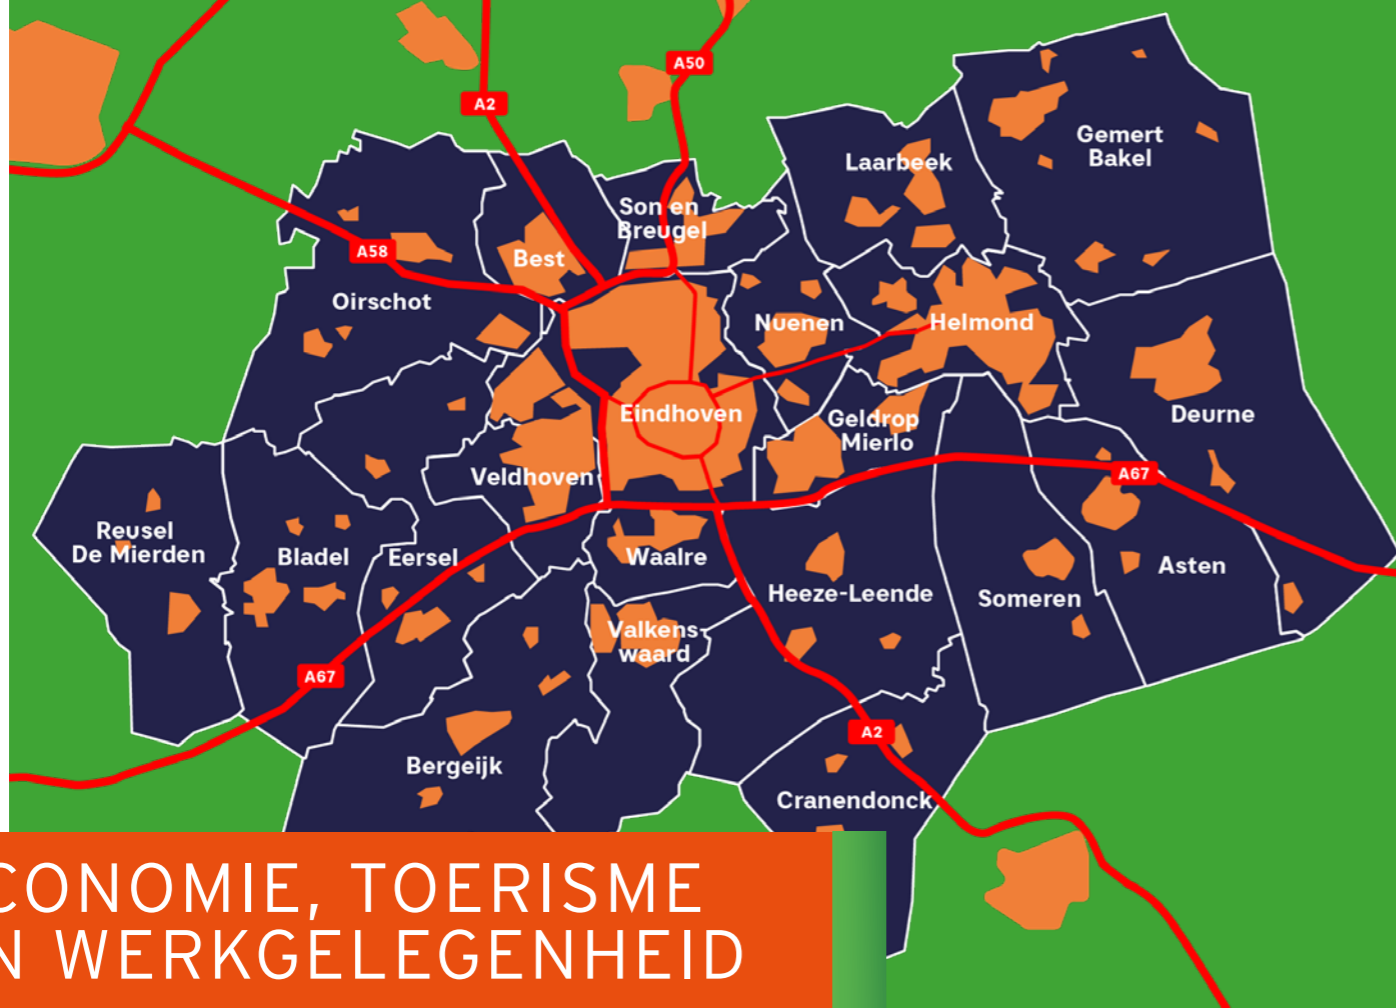 A50
A2
Gemert
Bakel
Laarbeek
Son en
Breugel
A58
Best
Oirschot
Nuenen
Helmond
Eindhoven
Geldrop
Mierlo
Deurne
Veldhoven
A67
Reusel
De Mierden
Bladel
Eersel
Waalre
Heeze-Leende
Someren
Asten
Valkens-
waard
A67
A2
Bergeijk
Cranendonck
CONOMIE, TOERISME
N WERKGELEGENHEID